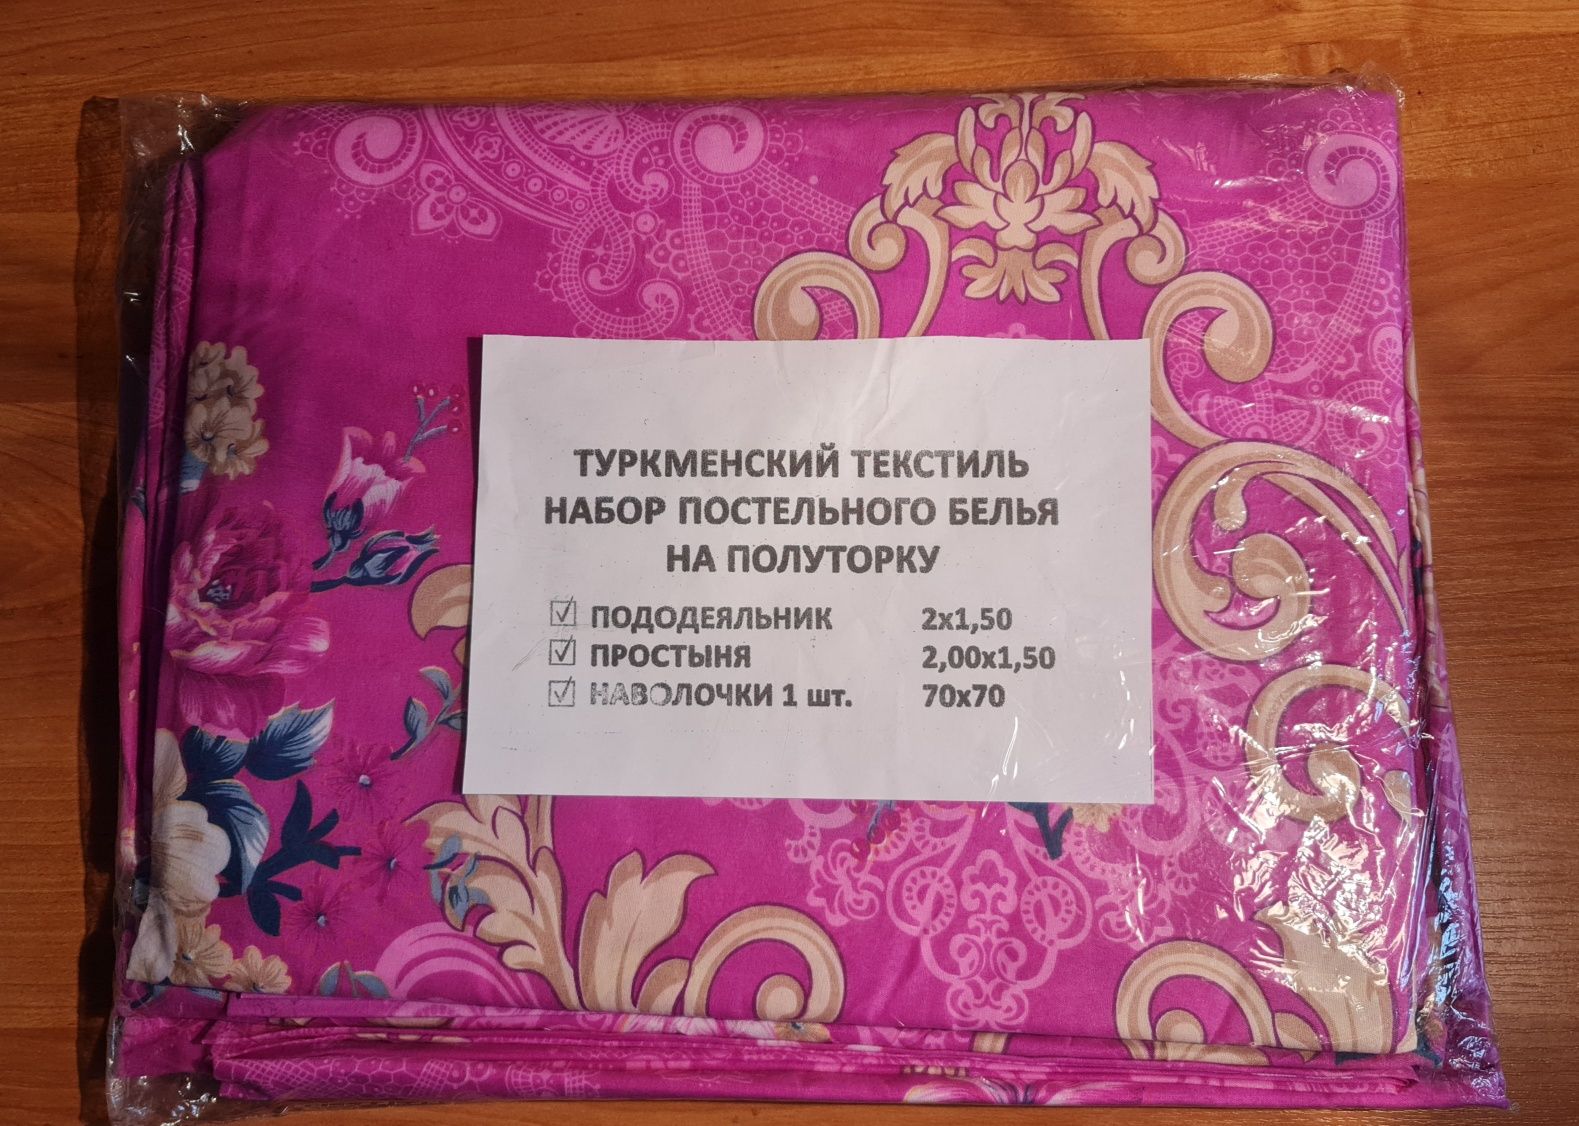 ТУРКМЕНСКИЙ ТЕКСТИЛЬ
НАБОР ПОСТЕЛЬНОГО БЕЛЬЯ
НА ПОЛУТОРКУ
☑ ПОДОДЕЯЛЬНИК 2х1,50
☑ ПРОСТЫНЯ 2,00х1,50
☑ НАВОЛОЧКИ 1 шт. 70х70